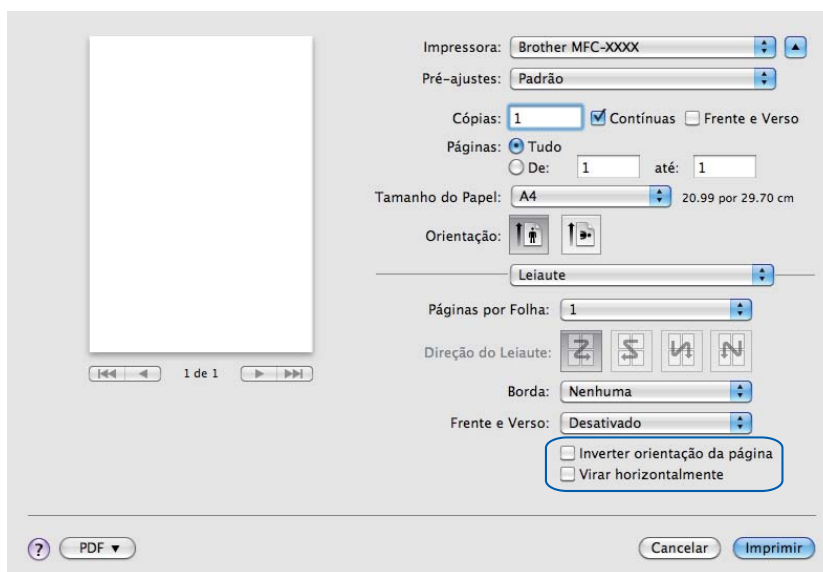 Impressora: Brother MFC-XXXX
Pré-ajustes: Padrão
Cópias: 1 Contínuas Frente e Verso
Páginas: Tudo
De: 1 até: 1
Tamanho do Papel: A4 20.99 por 29.70 cm
Orientação:
Leiaute
Páginas por Folha: 1
Direção do Leiaute:
1 de 1
Borda: Nenhuma
Frente e Verso: Desativado
Inverter orientação da página
Virar horizontalmente
? PDF ▼ Cancelar Imprimir